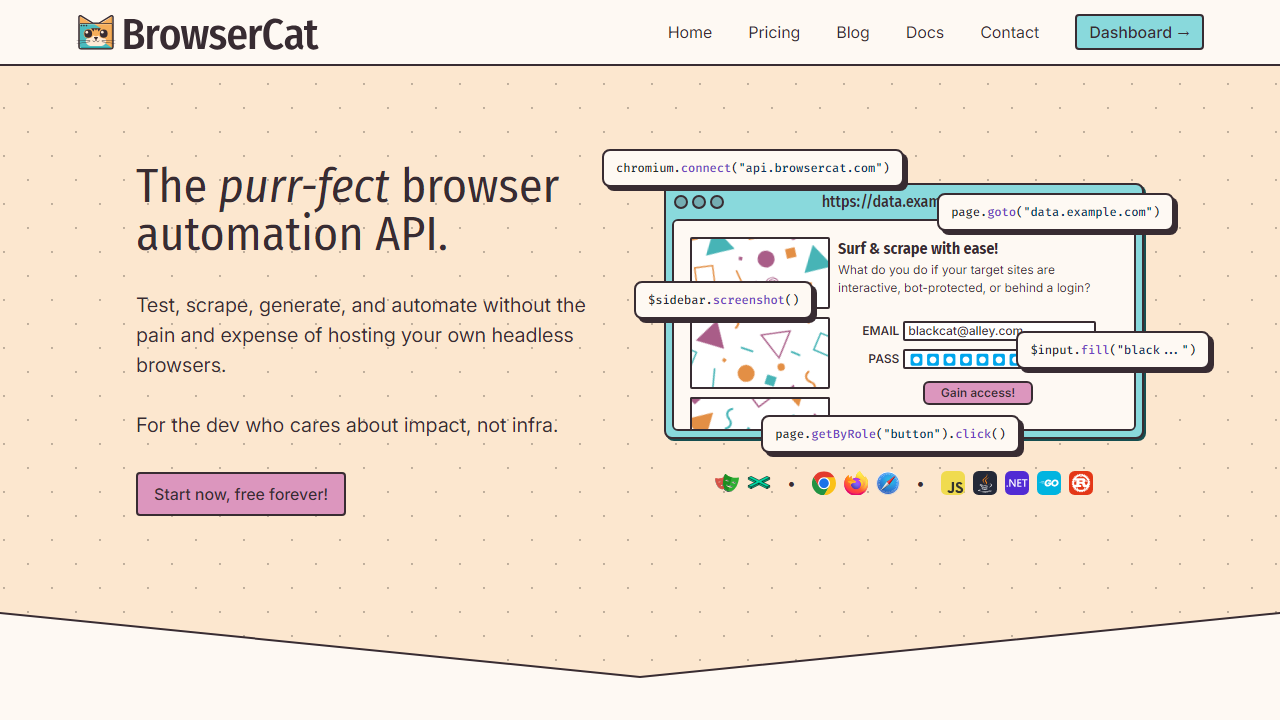 BrowserCat
Home Pricing Blog Docs Contact Dashboard →
The purr-fect browser
automation API.
Test, scrape, generate, and automate without the
pain and expense of hosting your own headless
browsers.
For the dev who cares about impact, not infra.
Start now, free forever!
chromium.connect("api.browsercat.com")
https://data.exam
page.goto("data.example.com")
Surf & scrape with ease!
What do you do if your target sites are
interactive, bot-protected, or behind a login?
$sidebar.screenshot()
EMAIL blackcat@alley.com
$input.fill("black...")
PASS
Gain access!
page.getByRole("button").click()
JS .NET GO